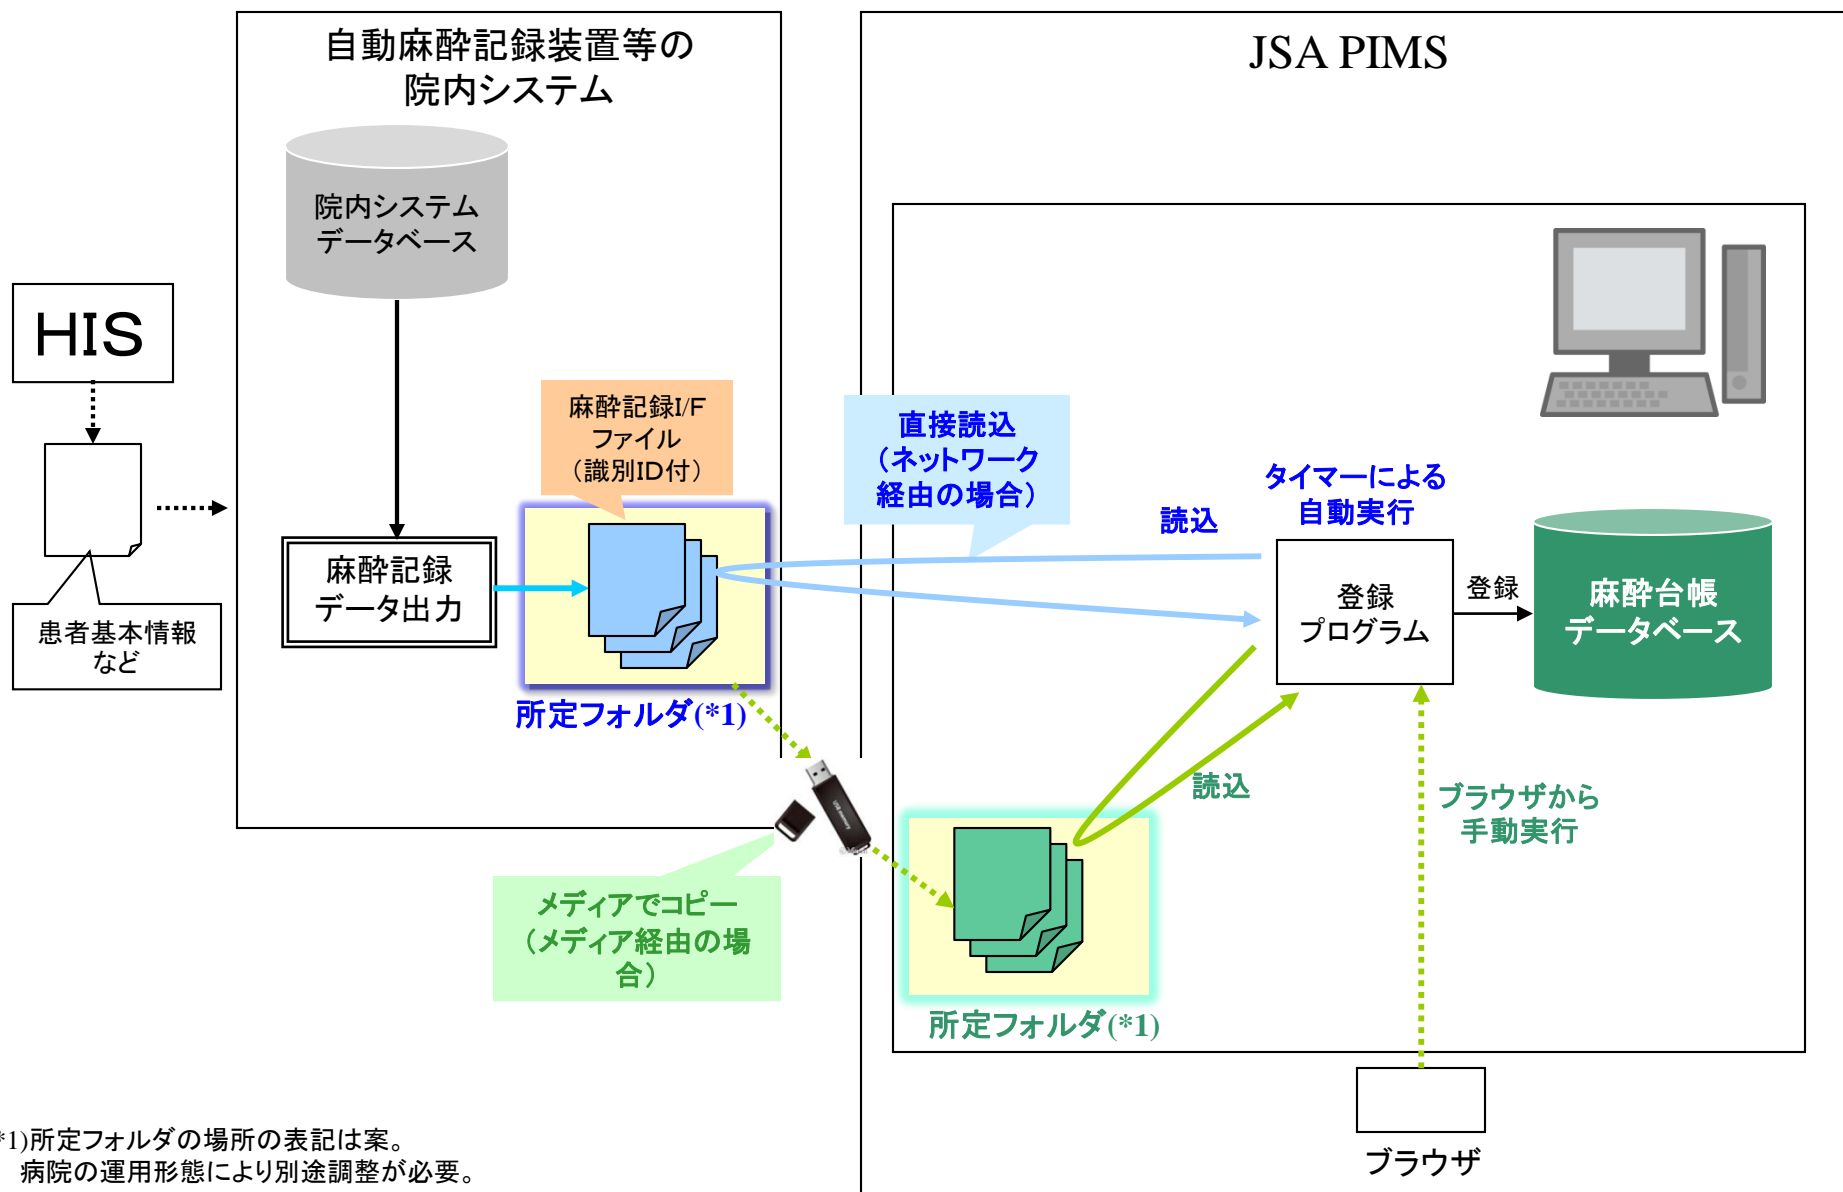 自動麻酔記録装置等の
院内システム
JSA PIMS
院内システム
データベース
HIS
麻酔記録I/F
ファイル
（識別ID付）
直接読込
（ネットワーク
経由の場合）
読込
タイマーによる
自動実行
麻酔記録
データ出力
登録
プログラム
登録
麻酔台帳
データベース
患者基本情報
など
所定フォルダ(*1)
読込
ブラウザから
手動実行
メディアでコピー
（メディア経由の場
合）
所定フォルダ(*1)
ブラウザ
*1)所定フォルダの場所の表記は案。
病院の運用形態により別途調整が必要。